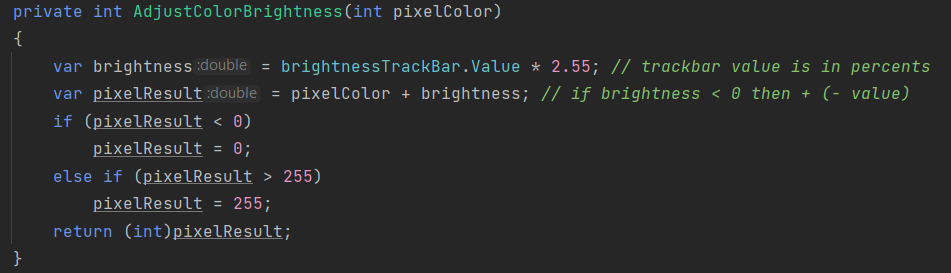 private int AdjustColorBrightness(int pixelColor)
{
var brightness :double = brightnessTrackBar.Value * 2.55; // trackbar value is in percents
var pixelResult :double = pixelColor + brightness; // if brightness < 0 then + (- value)
if (pixelResult < 0)
pixelResult = 0;
else if (pixelResult > 255)
pixelResult = 255;
return (int)pixelResult;
}